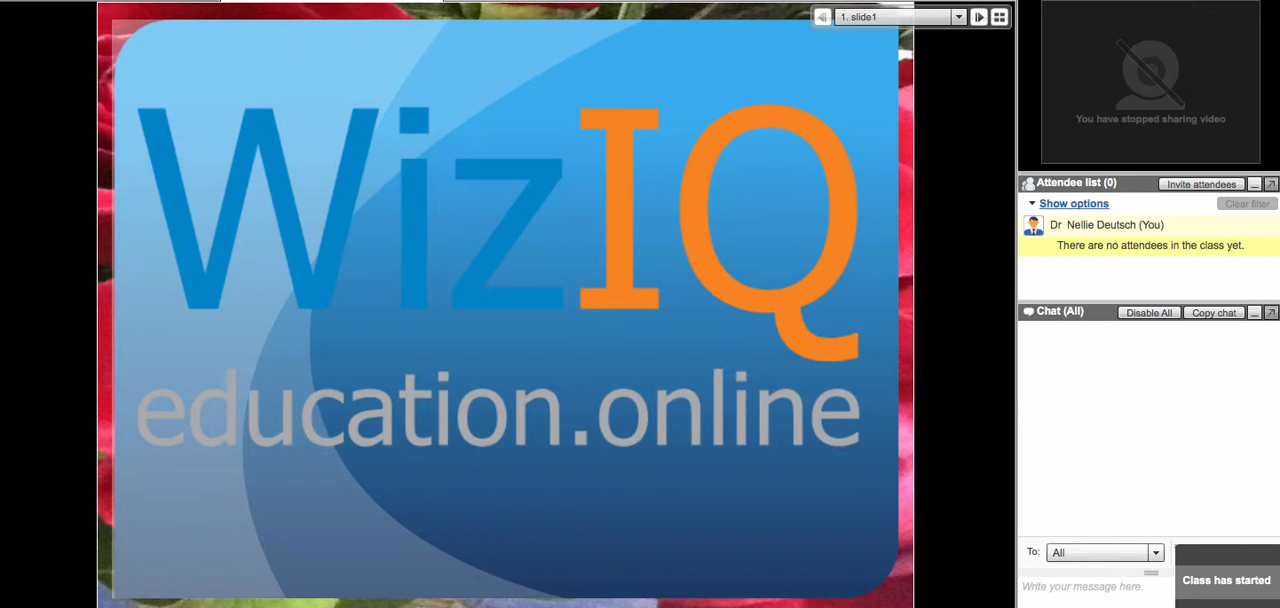 1. slide1
WizIQ
education.online
You have stopped sharing video
Attendee list (0)
Invite attendees
Show options
Clear filter
Dr Nellie Deutsch (You)
There are no attendees in the class yet.
Chat (All)
Disable All
Copy chat
To:
All
Write your message here.
Class has started